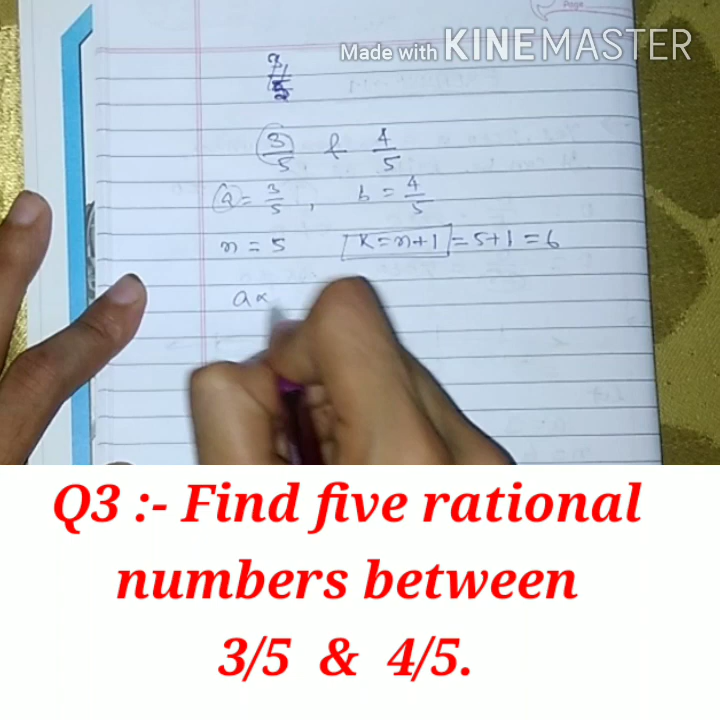 Page
Made with KINEMASTER
3/5 & 4/5
a = 3/5, b = 4/5
n = 5 K = n+1 = 5+1 = 6
a ×
Q3 :- Find five rational
numbers between
3/5 & 4/5.